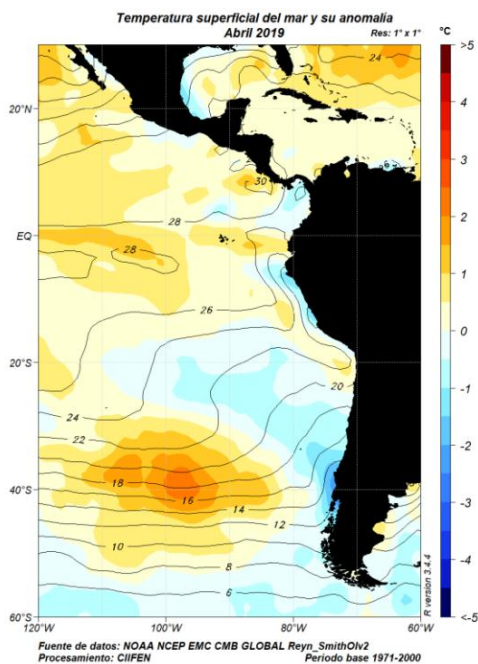 Temperatura superficial del mar y su anomalía
Abril 2019
Res: 1° x 1°
°C
>5
4
3
2
1
0
-1
-2
-3
-4
<-5
20°N
EQ
20°S
40°S
60°S
120°W
100°W
80°W
60°W
24
30
28
28
26
24
22
20
18
16
14
12
10
8
6
R version 3.4.4
Fuente de datos: NOAA NCEP EMC CMB GLOBAL Reyn_SmithOIv2
Procesamiento: CIIFEN
Periodo base 1971-2000